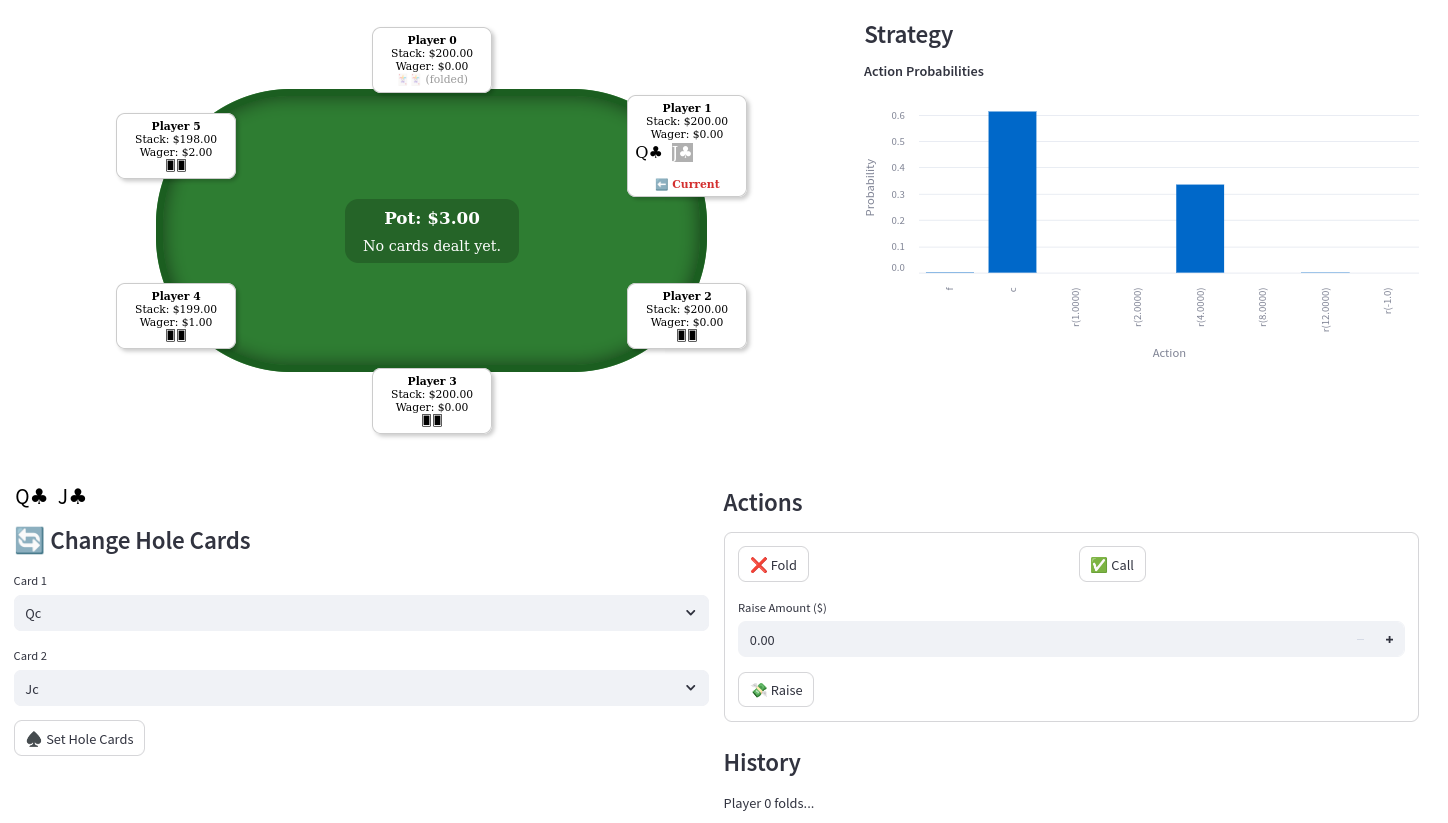 Player 0
Stack: $200.00
Wager: $0.00
🃏🃏 (folded)
Player 1
Stack: $200.00
Wager: $0.00
Q♣ J♣
⬅️ Current
Player 5
Stack: $198.00
Wager: $2.00
🂠🂠
Pot: $3.00
No cards dealt yet.
Player 4
Stack: $199.00
Wager: $1.00
🂠🂠
Player 2
Stack: $200.00
Wager: $0.00
🂠🂠
Player 3
Stack: $200.00
Wager: $0.00
🂠🂠
Strategy
Action Probabilities
Probability
0.6
0.5
0.4
0.3
0.2
0.1
0.0
f
c
r(1.0000)
r(2.0000)
r(4.0000)
r(8.0000)
r(12.0000)
r(-1.0)
Action
Q♣ J♣
🔄 Change Hole Cards
Card 1
Qc
Card 2
Jc
♠️ Set Hole Cards
Actions
❌ Fold
✅ Call
Raise Amount ($)
0.00
− +
💸 Raise
History
Player 0 folds...